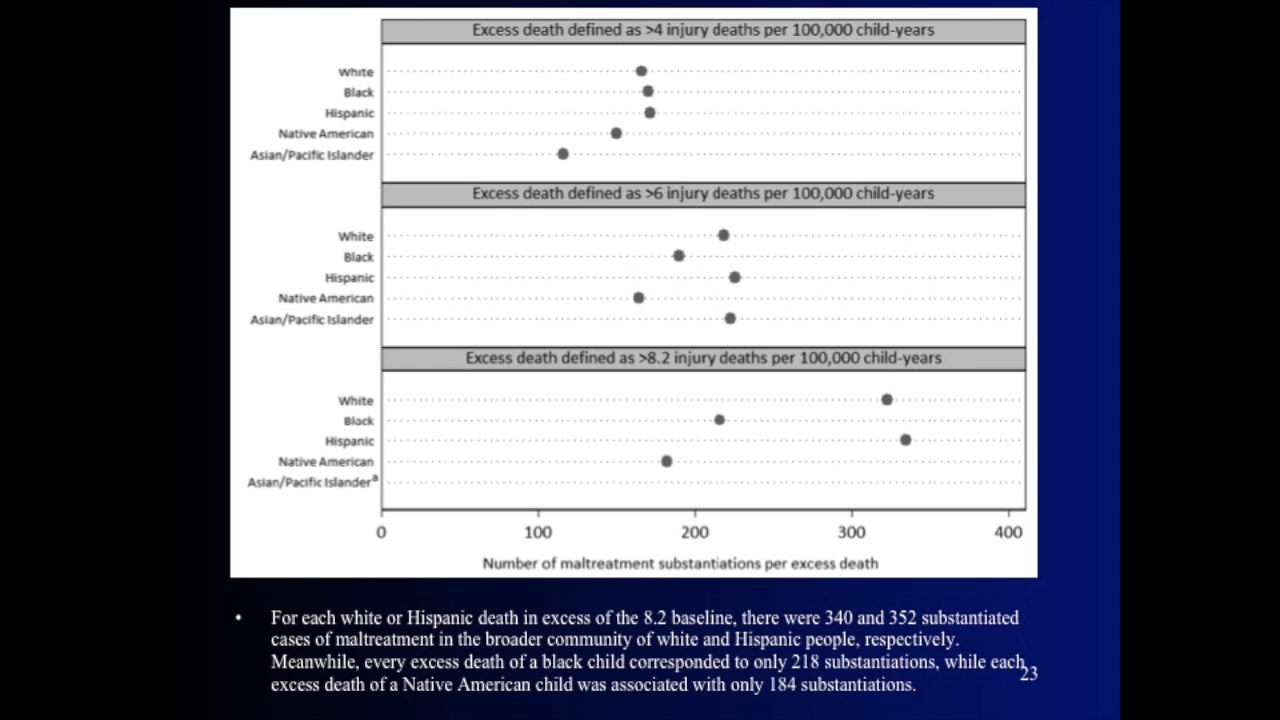 Excess death defined as >4 injury deaths per 100,000 child-years
White
Black
Hispanic
Native American
Asian/Pacific Islander
Excess death defined as >6 injury deaths per 100,000 child-years
White
Black
Hispanic
Native American
Asian/Pacific Islander
Excess death defined as >8.2 injury deaths per 100,000 child-years
White
Black
Hispanic
Native American
Asian/Pacific Islanderª
0 100 200 300 400
Number of maltreatment substantiations per excess death
• For each white or Hispanic death in excess of the 8.2 baseline, there were 340 and 352 substantiated
cases of maltreatment in the broader community of white and Hispanic people, respectively.
Meanwhile, every excess death of a black child corresponded to only 218 substantiations, while each
excess death of a Native American child was associated with only 184 substantiations.
23